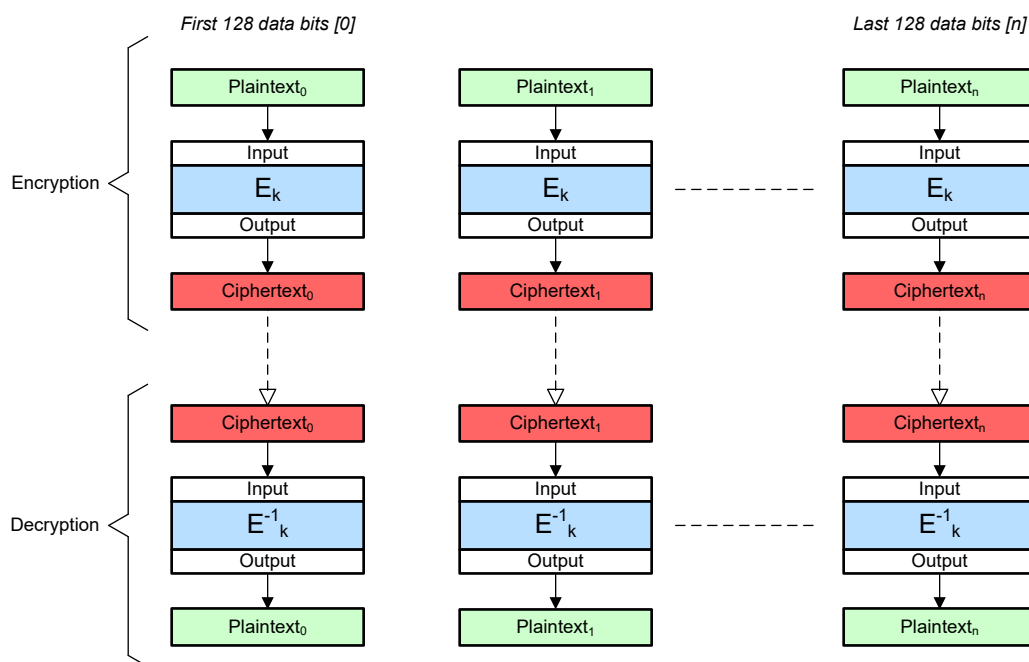 First 128 data bits [0]
Last 128 data bits [n]
Plaintext₀
Plaintext₁
Plaintextₙ
Input
Input
Input
Encryption
Eₖ
Eₖ
Eₖ
Output
Output
Output
Ciphertext₀
Ciphertext₁
Ciphertextₙ
Ciphertext₀
Ciphertext₁
Ciphertextₙ
Input
Input
Input
Decryption
E⁻¹ₖ
E⁻¹ₖ
E⁻¹ₖ
Output
Output
Output
Plaintext₀
Plaintext₁
Plaintextₙ